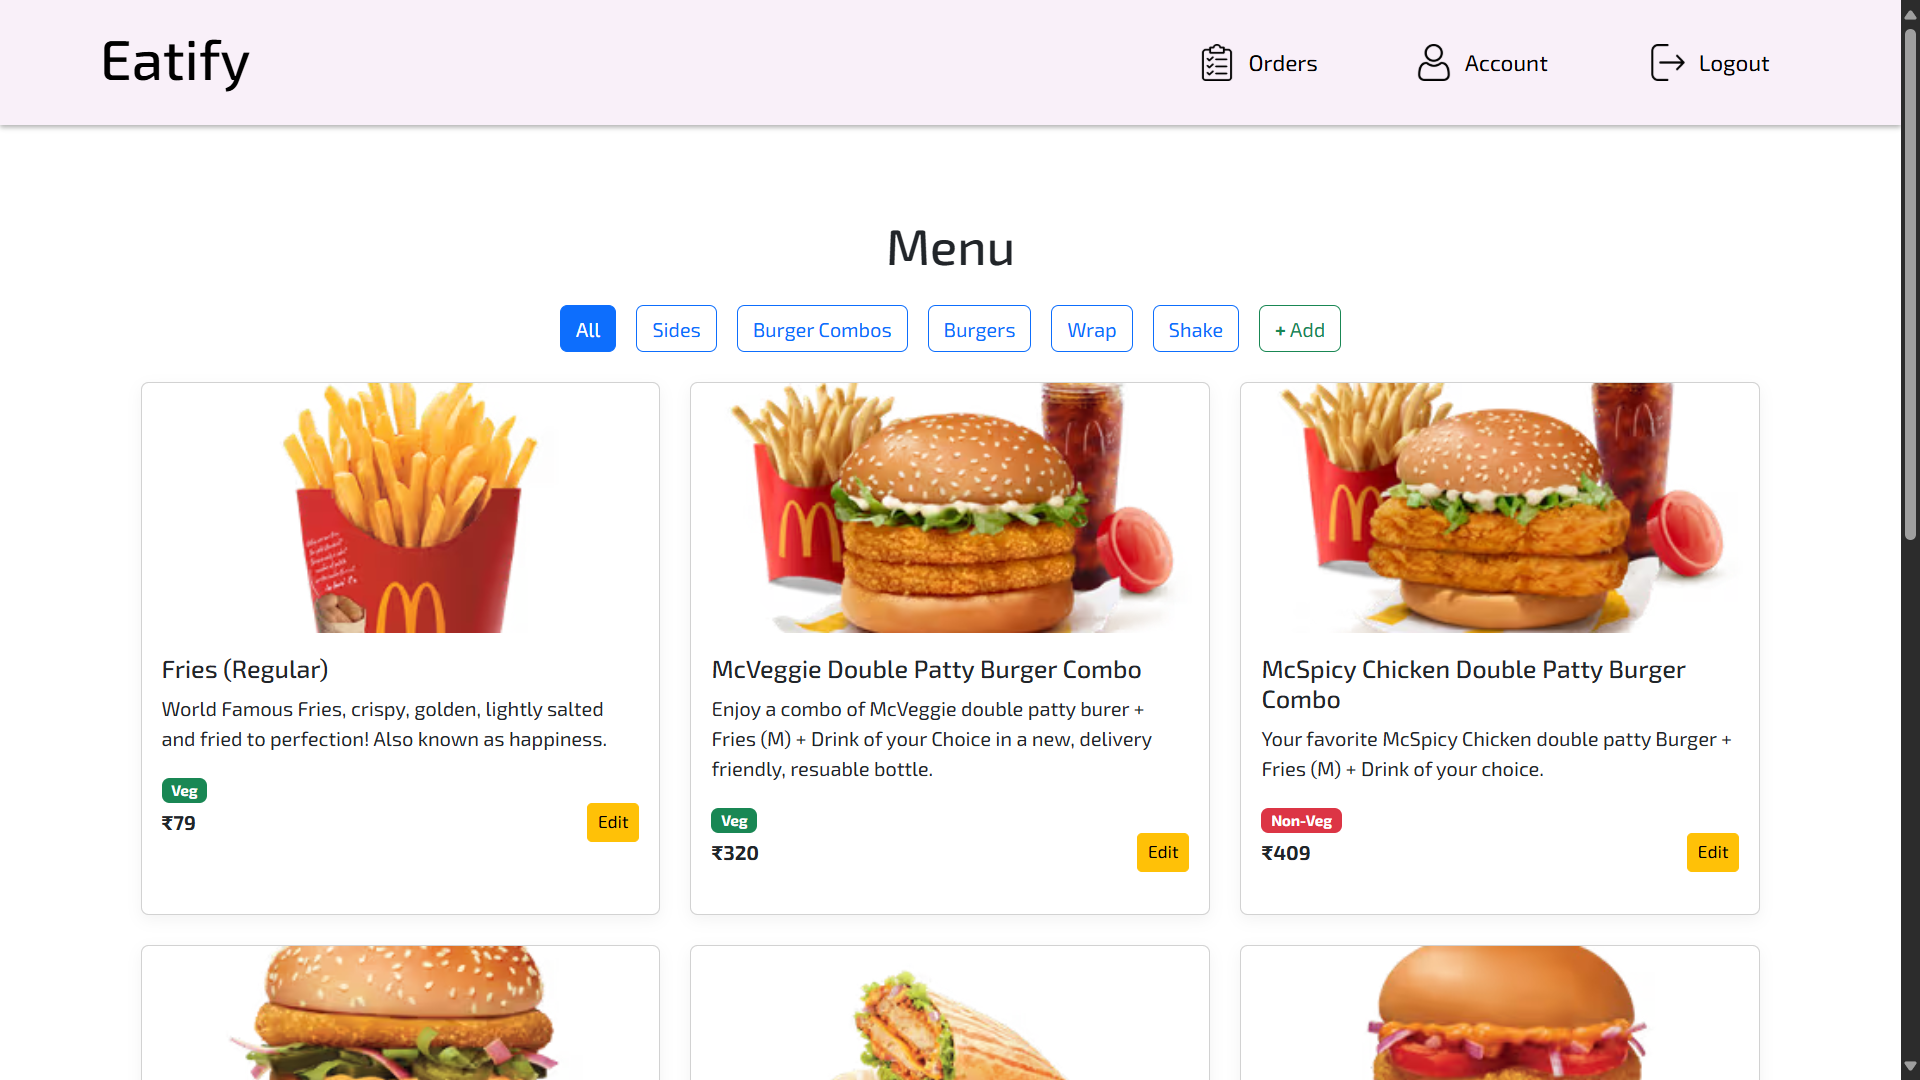 Eatify
Orders
Account
Logout
Menu
All
Sides
Burger Combos
Burgers
Wrap
Shake
+ Add
Fries (Regular)
World Famous Fries, crispy, golden, lightly salted
and fried to perfection! Also known as happiness.
Veg
₹79
Edit
McVeggie Double Patty Burger Combo
Enjoy a combo of McVeggie double patty burer +
Fries (M) + Drink of your Choice in a new, delivery
friendly, resuable bottle.
Veg
₹320
Edit
McSpicy Chicken Double Patty Burger
Combo
Your favorite McSpicy Chicken double patty Burger +
Fries (M) + Drink of your choice.
Non-Veg
₹409
Edit